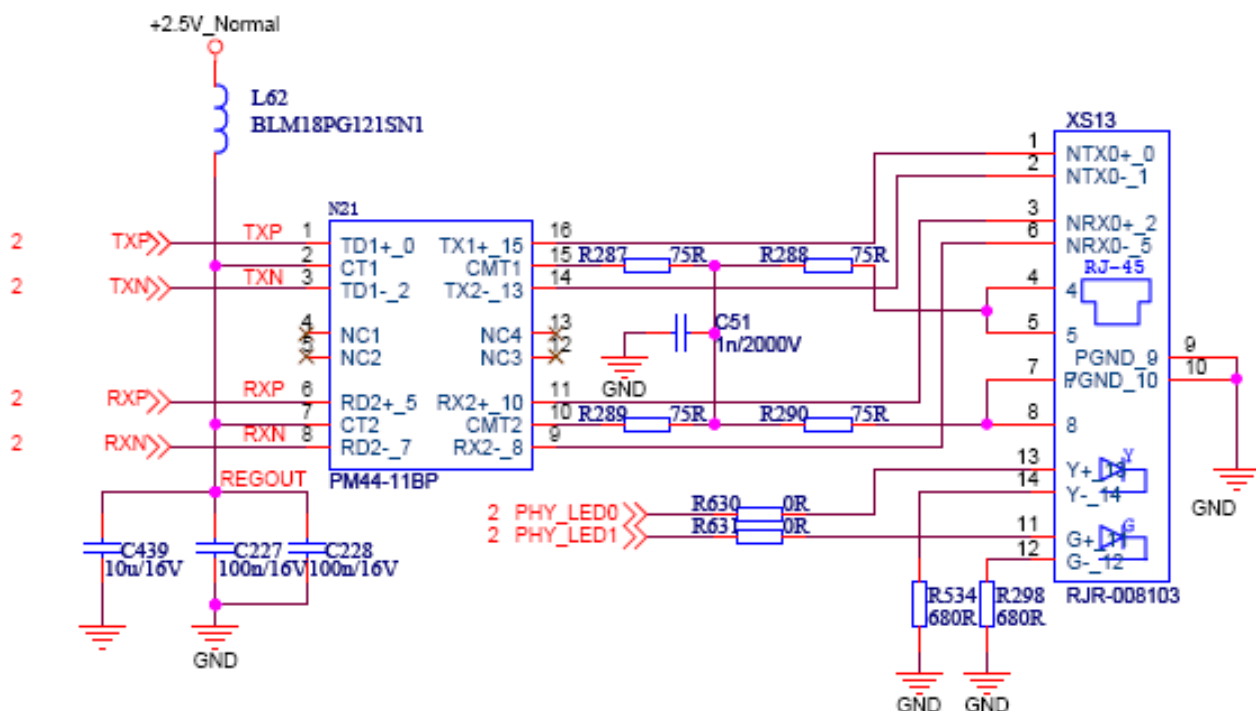 +2.5V_Normal
L62
BLM18PG121SN1
XS13
1 NTX0+_0
2 NTX0-_1
3 NRX0+_2
6 NRX0-_5
RJ-45
4 4
5 5
PGND_9 9
7 PGND_10 10
8 8
13 Y+_13 Y
14 Y-_14
11 G+_11 G
12 G-_12
RJR-008103
N21
2 TXP TXP 1 TD1+_0 TX1+_15 16
2 CT1 CMT1 15 R287 75R R288 75R
2 TXN TXN 3 TD1-_2 TX2-_13 14
4 NC1 NC4 13
5 NC2 NC3 12
C51
1n/2000V
GND
2 RXP RXP 6 RD2+_5 RX2+_10 11
7 CT2 CMT2 10 R289 75R R290 75R
2 RXN RXN 8 RD2-_7 RX2-_8 9
PM44-11BP
REGOUT
2 PHY_LED0 R630 0R
2 PHY_LED1 R631 0R
GND
C439 C227 C228
10u/16V 100n/16V 100n/16V
R534 R298
680R 680R
GND
GND GND